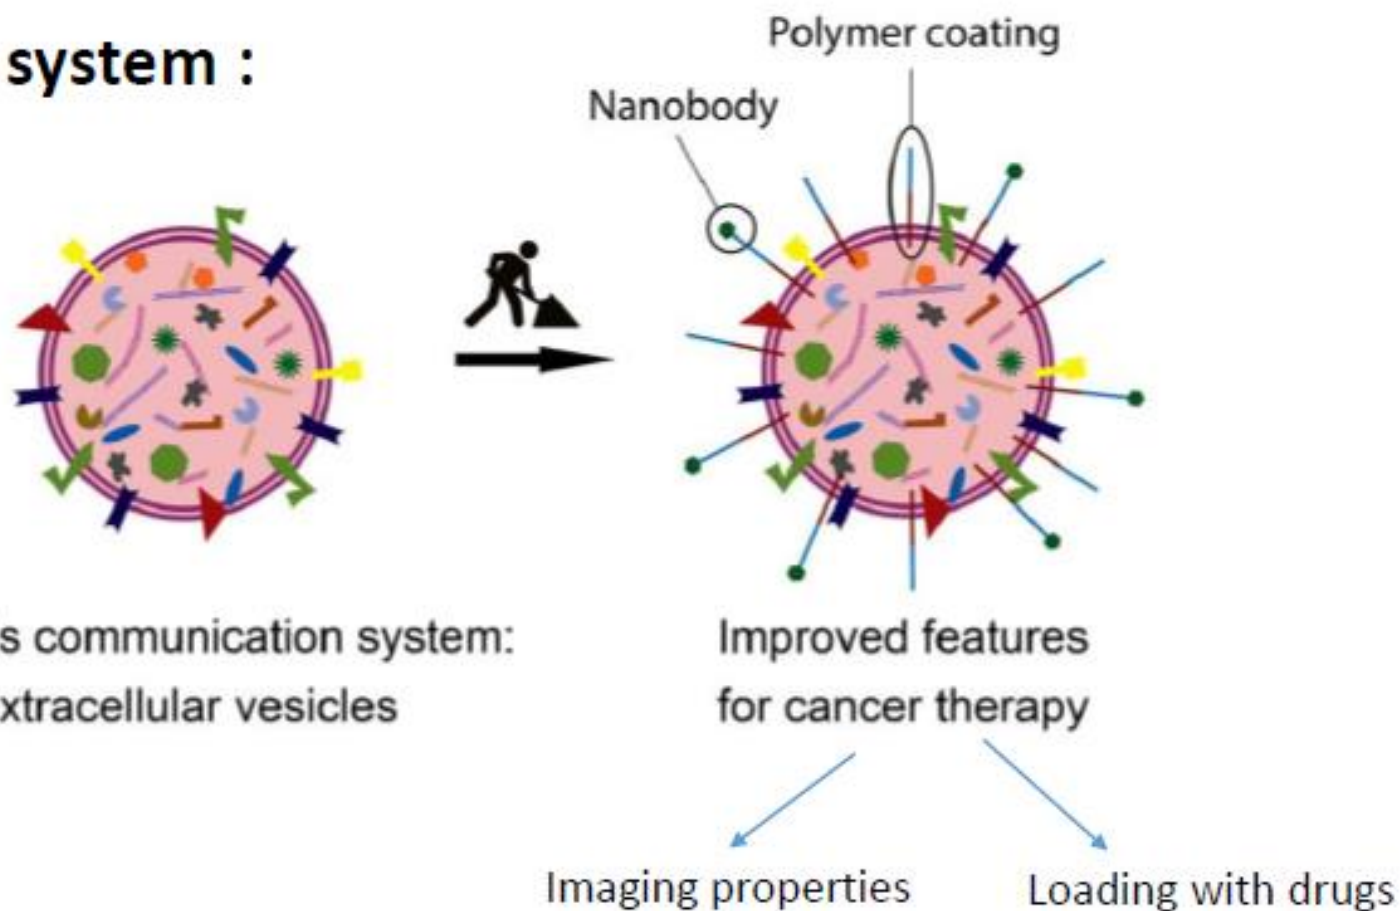 system :
Polymer coating
Nanobody
s communication system:
xtracellular vesicles
Improved features
for cancer therapy
Imaging properties
Loading with drugs